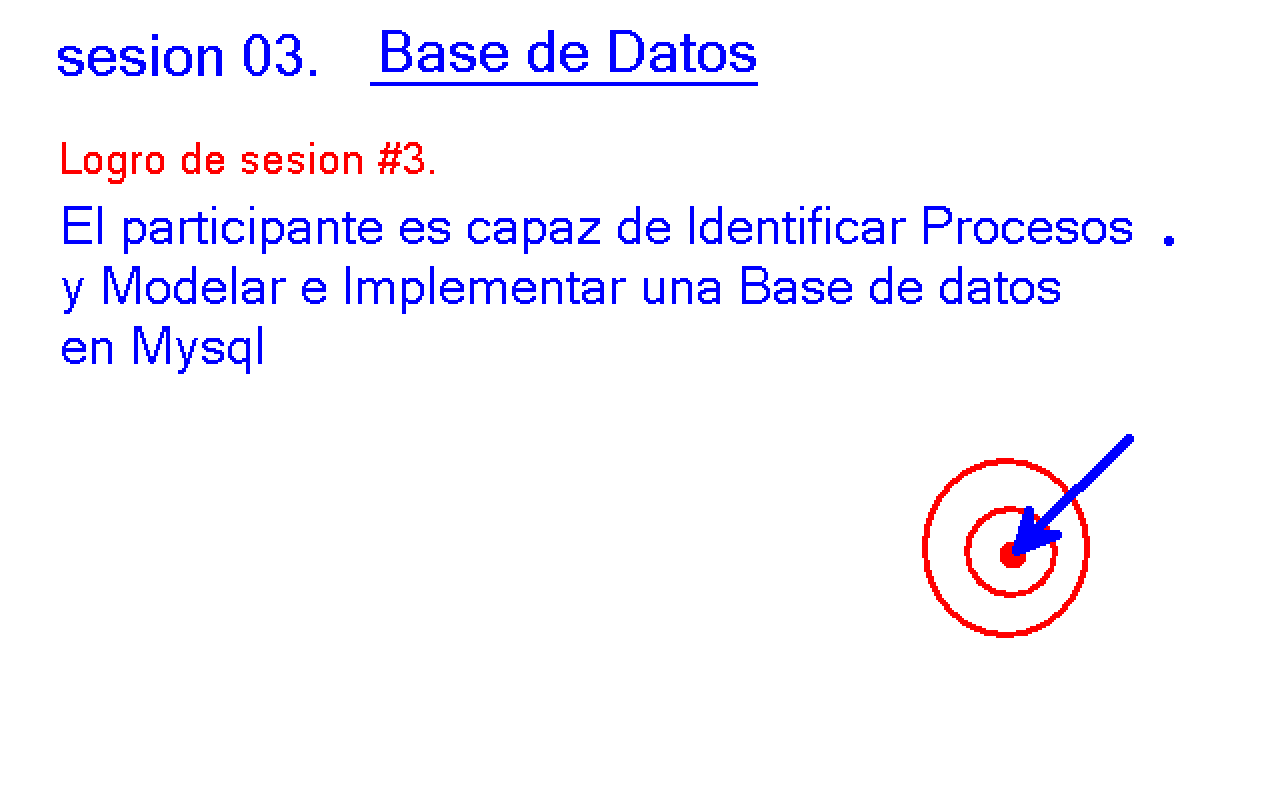 sesion 03. Base de Datos
Logro de sesion #3.
El participante es capaz de Identificar Procesos .
y Modelar e Implementar una Base de datos
en Mysql